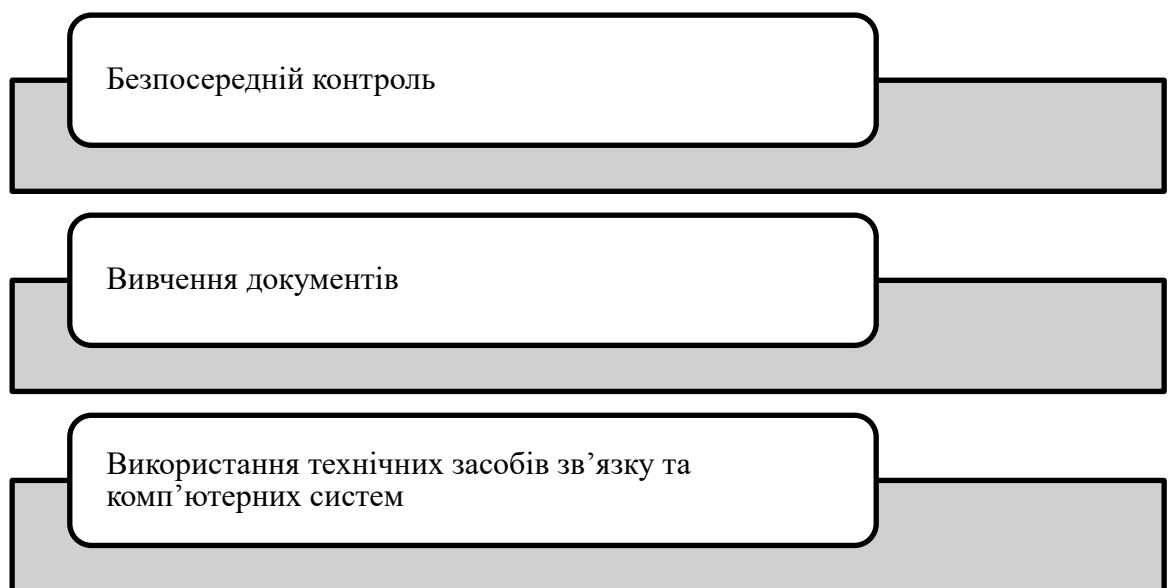 Безпосередній контроль
Вивчення документів
Використання технічних засобів зв’язку та
комп’ютерних систем